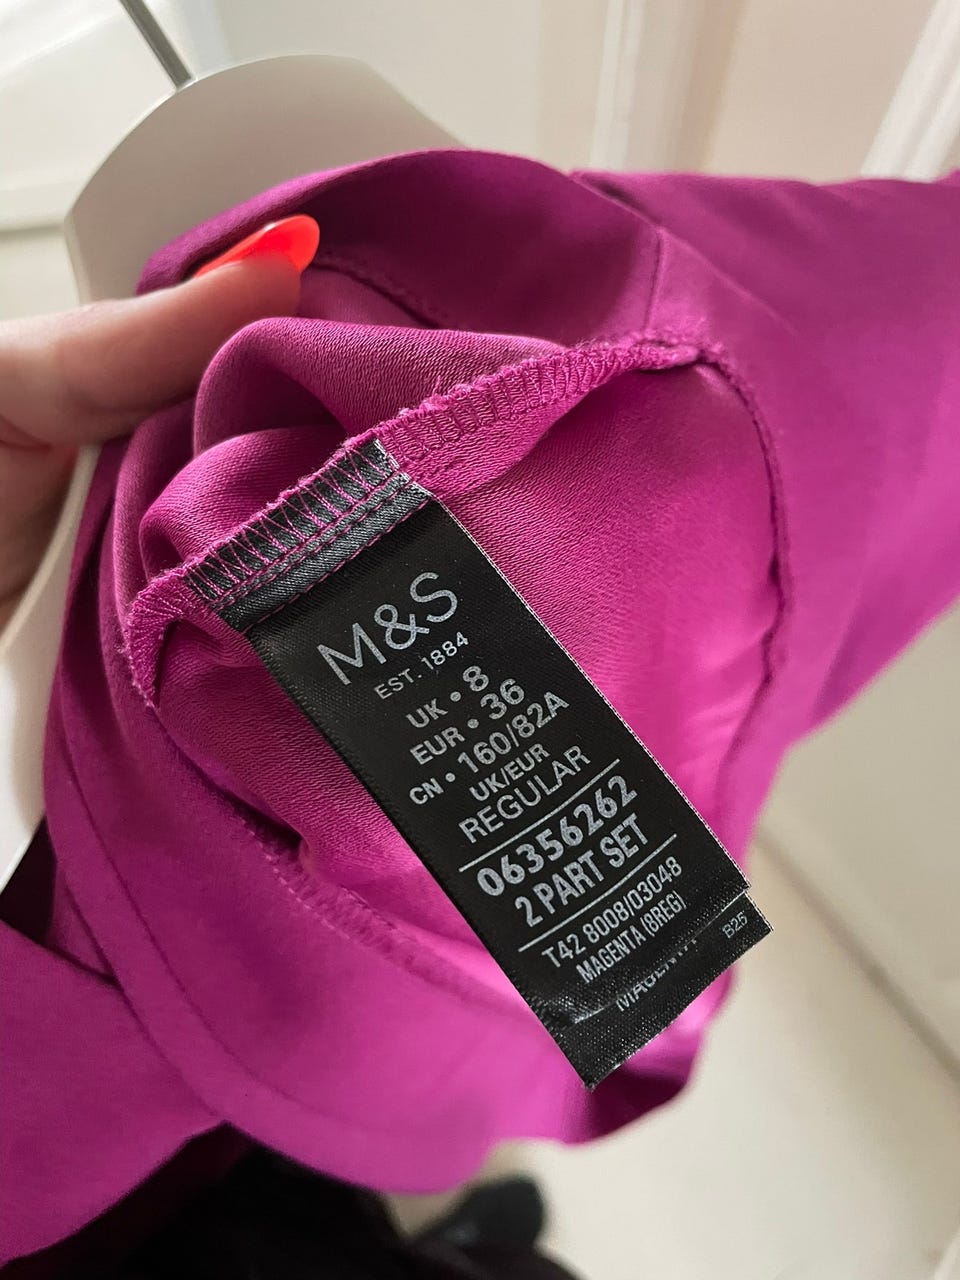 M&S
EST. 1884
UK • 8
EUR • 36
CN • 160/82A
UK/EUR
REGULAR
06356262
2 PART SET
T42 8008/03048
MAGENTA (8REG)
B25